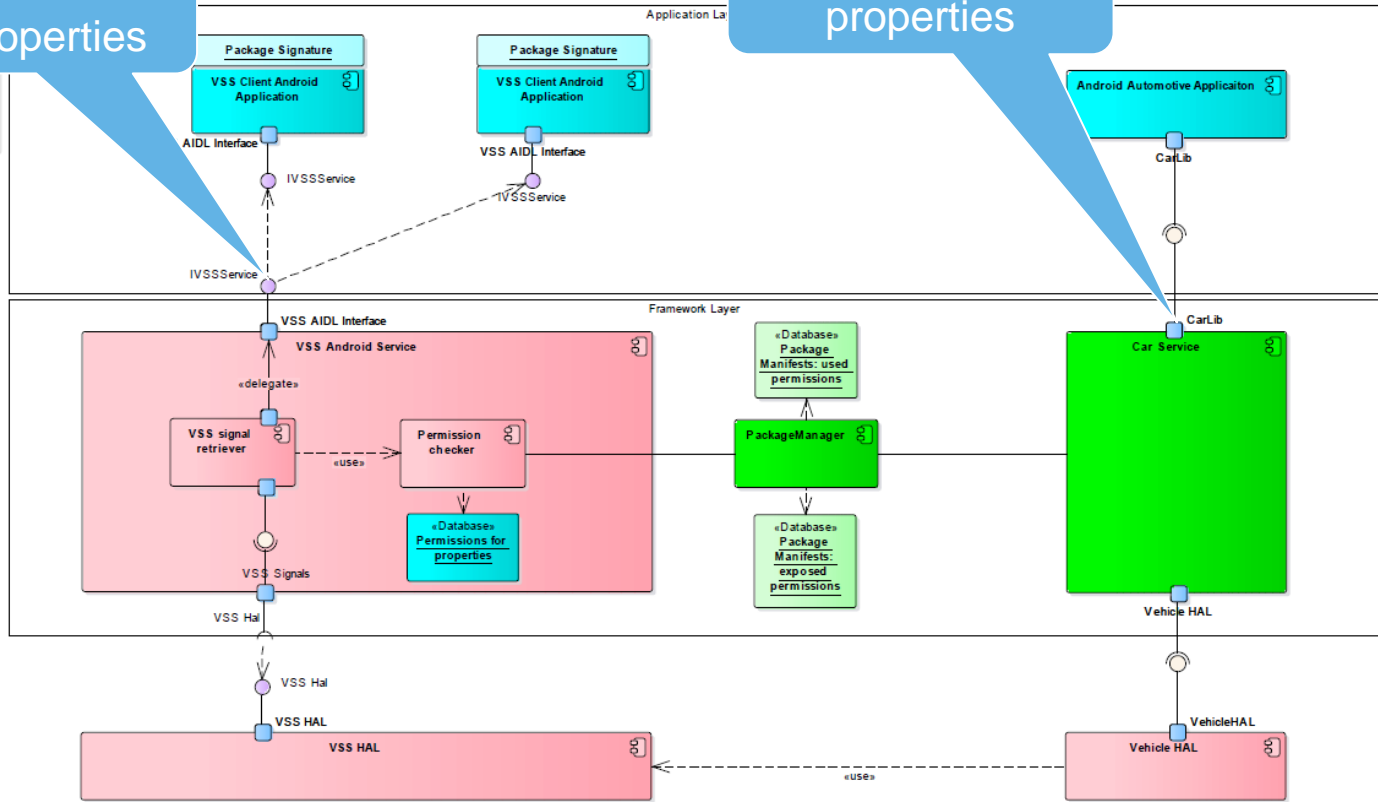 operties
properties
Application La
Package Signature
VSS Client Android
Application
AIDL Interface
IVSSService
Package Signature
VSS Client Android
Application
VSS AIDL Interface
IVSSService
Android Automotive Applicaiton
CarLib
IVSSService
Framework Layer
VSS AIDL Interface
VSS Android Service
«delegate»
VSS signal
retriever
«use»
Permission
checker
«Database»
Permissions for
properties
VSS Signals
VSS Hal
«Database»
Package
Manifests: used
permissions
PackageManager
«Database»
Package
Manifests:
exposed
permissions
CarLib
Car Service
Vehicle HAL
VSS Hal
VSS HAL
VSS HAL
VehicleHAL
Vehicle HAL
«use»